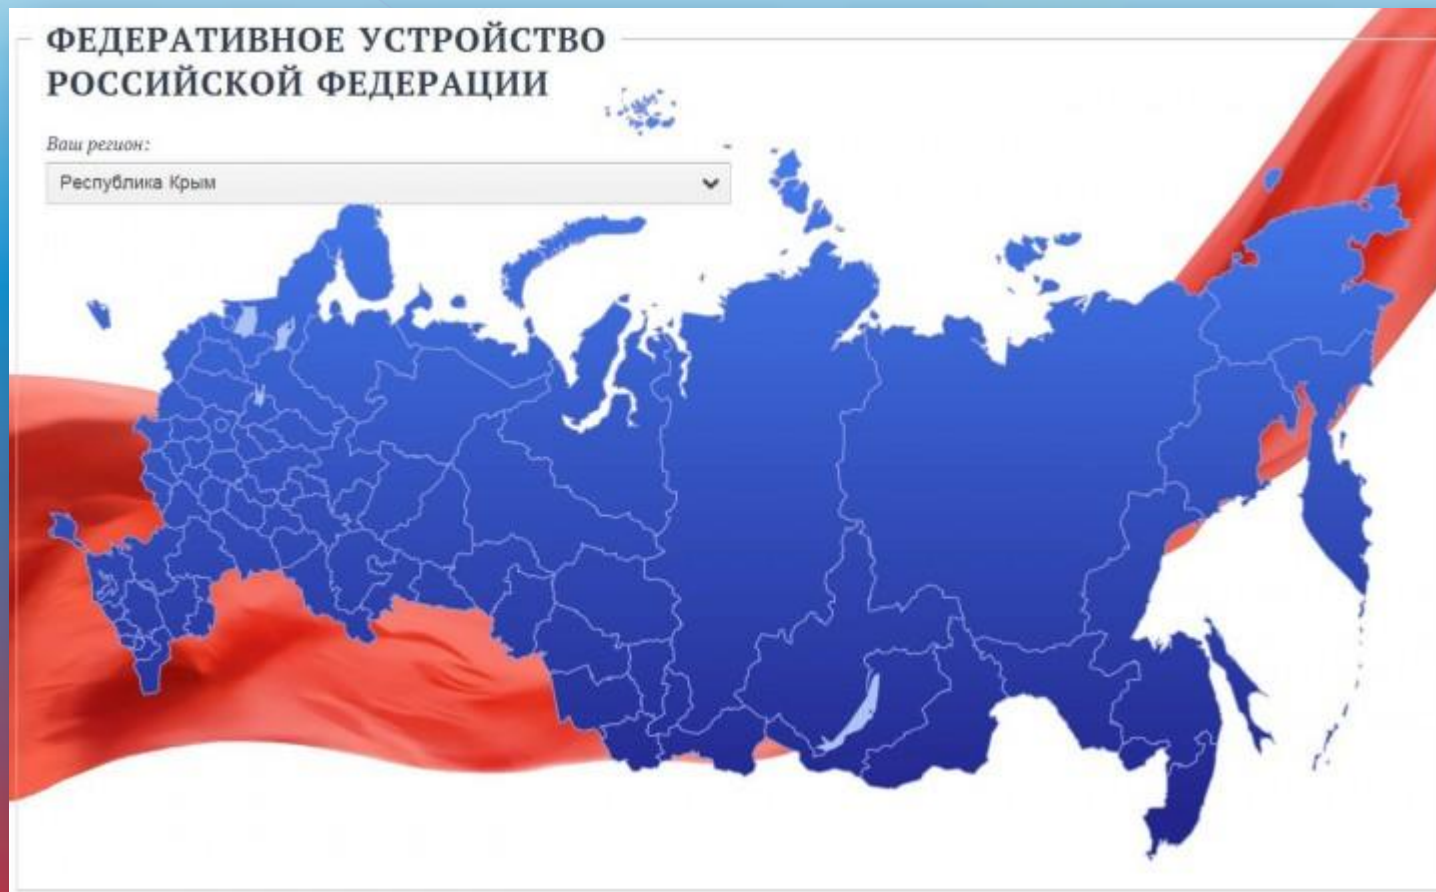 ФЕДЕРАТИВНОЕ УСТРОЙСТВО
РОССИЙСКОЙ ФЕДЕРАЦИИ
Ваш регион:
Республика Крым